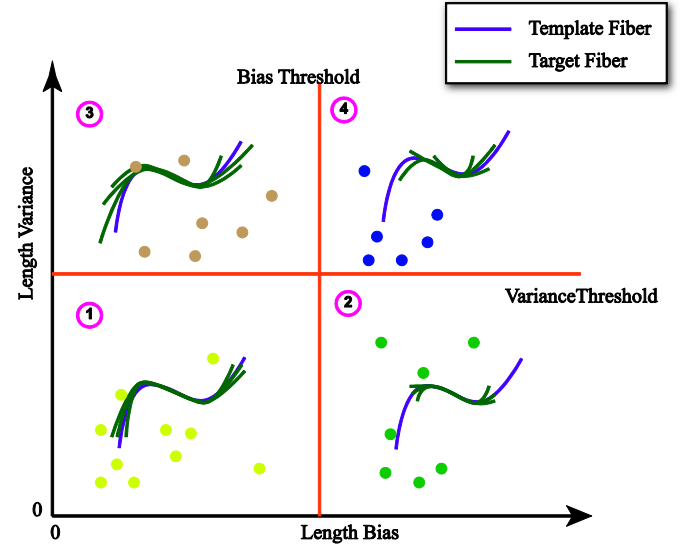 Template Fiber
Target Fiber
Bias Threshold
3
4
Length Variance
VarianceThreshold
1
2
0
0
Length Bias